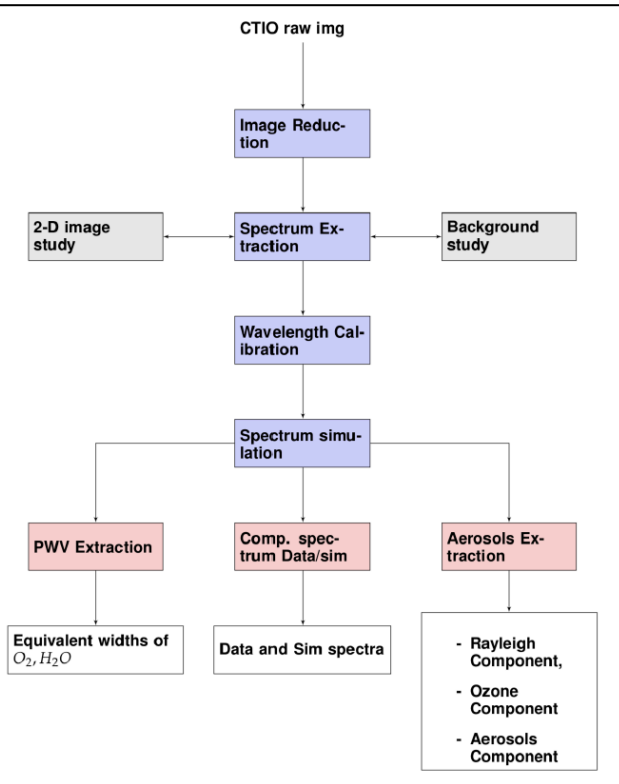 CTIO raw img
Image Reduc-
tion
2-D image
study
Spectrum Ex-
traction
Background
study
Wavelength Cal-
ibration
Spectrum simu-
lation
PWV Extraction
Comp. spec-
trum Data/sim
Aerosols Ex-
traction
Equivalent widths of
O₂, H₂O
Data and Sim spectra
- Rayleigh
Component,
- Ozone
Component
- Aerosols
Component